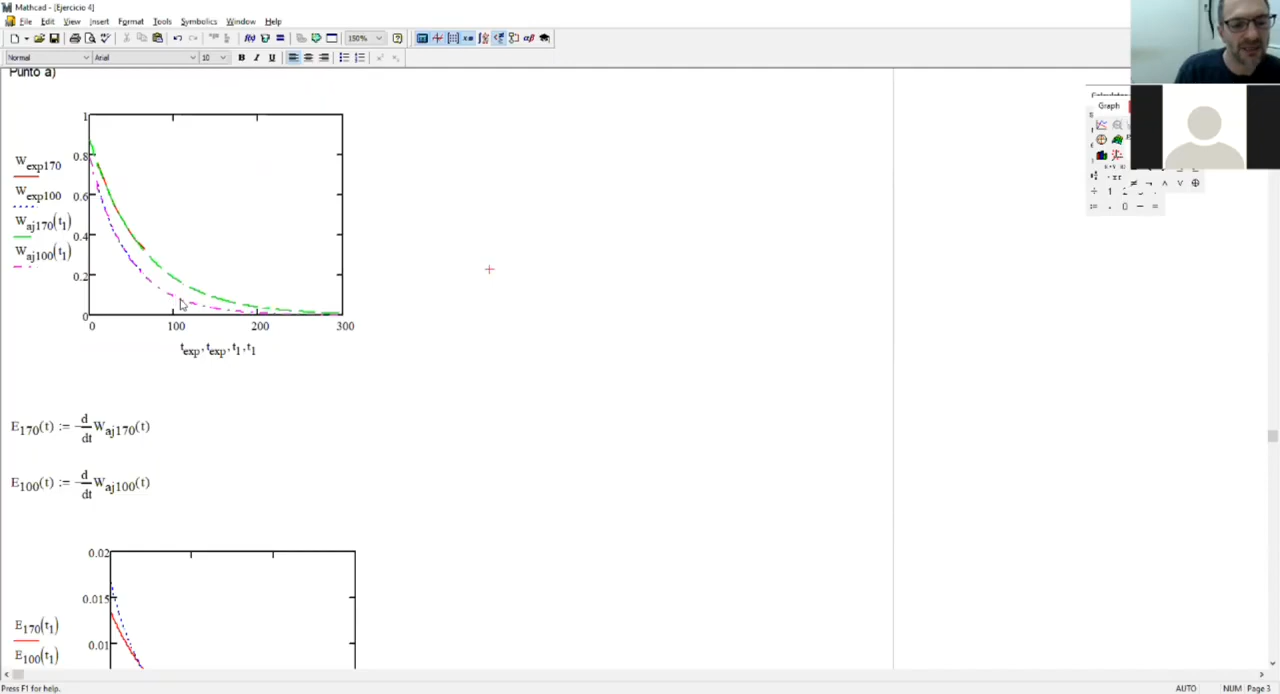 Mathcad - [Ejercicio 4]
File Edit View Insert Format Tools Symbolics Window Help
150%
Normal Arial 10 B I U
Punto a)
Graph
1
0.8
0.6
0.4
0.2
0
0 100 200 300
Wexp170
Wexp100
Waj170(t1)
Waj100(t1)
texp,texp,t1,t1
E170(t) := -d/dt Waj170(t)
E100(t) := -d/dt Waj100(t)
0.02
0.015
0.01
E170(t1)
E100(t1)
Press F1 for help. AUTO NUM Page 3